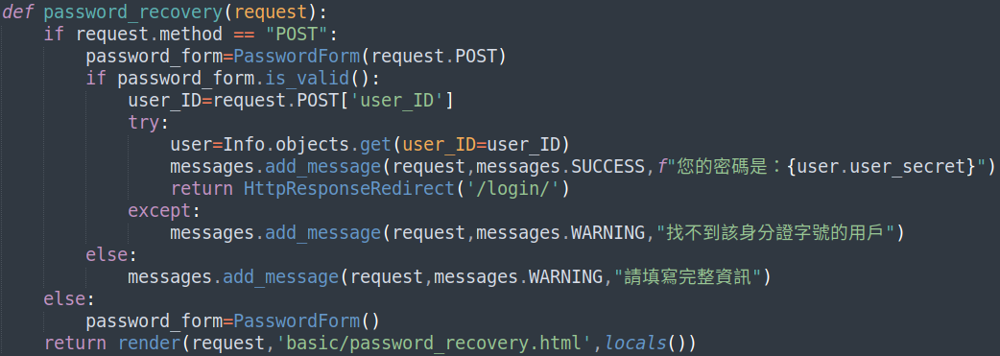 def password_recovery(request):
    if request.method == "POST":
        password_form=PasswordForm(request.POST)
        if password_form.is_valid():
            user_ID=request.POST['user_ID']
            try:
                user=Info.objects.get(user_ID=user_ID)
                messages.add_message(request,messages.SUCCESS,f"您的密碼是：{user.user_secret}")
                return HttpResponseRedirect('/login/')
            except:
                messages.add_message(request,messages.WARNING,"找不到該身分證字號的用戶")
        else:
            messages.add_message(request,messages.WARNING,"請填寫完整資訊")
    else:
        password_form=PasswordForm()
    return render(request,'basic/password_recovery.html',locals())